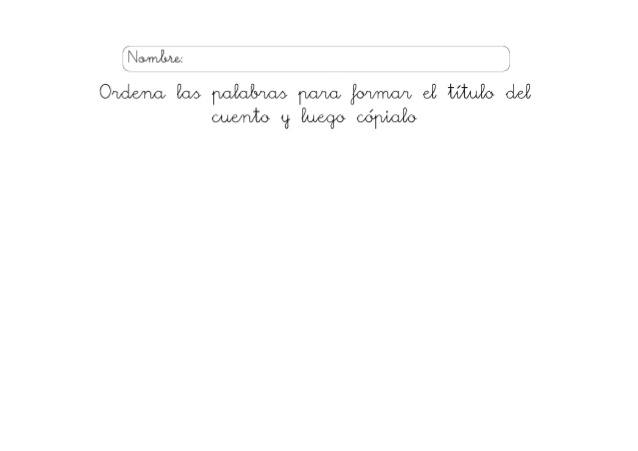 Nombre:
Ordena las palabras para formar el título del
cuento y luego cópialo